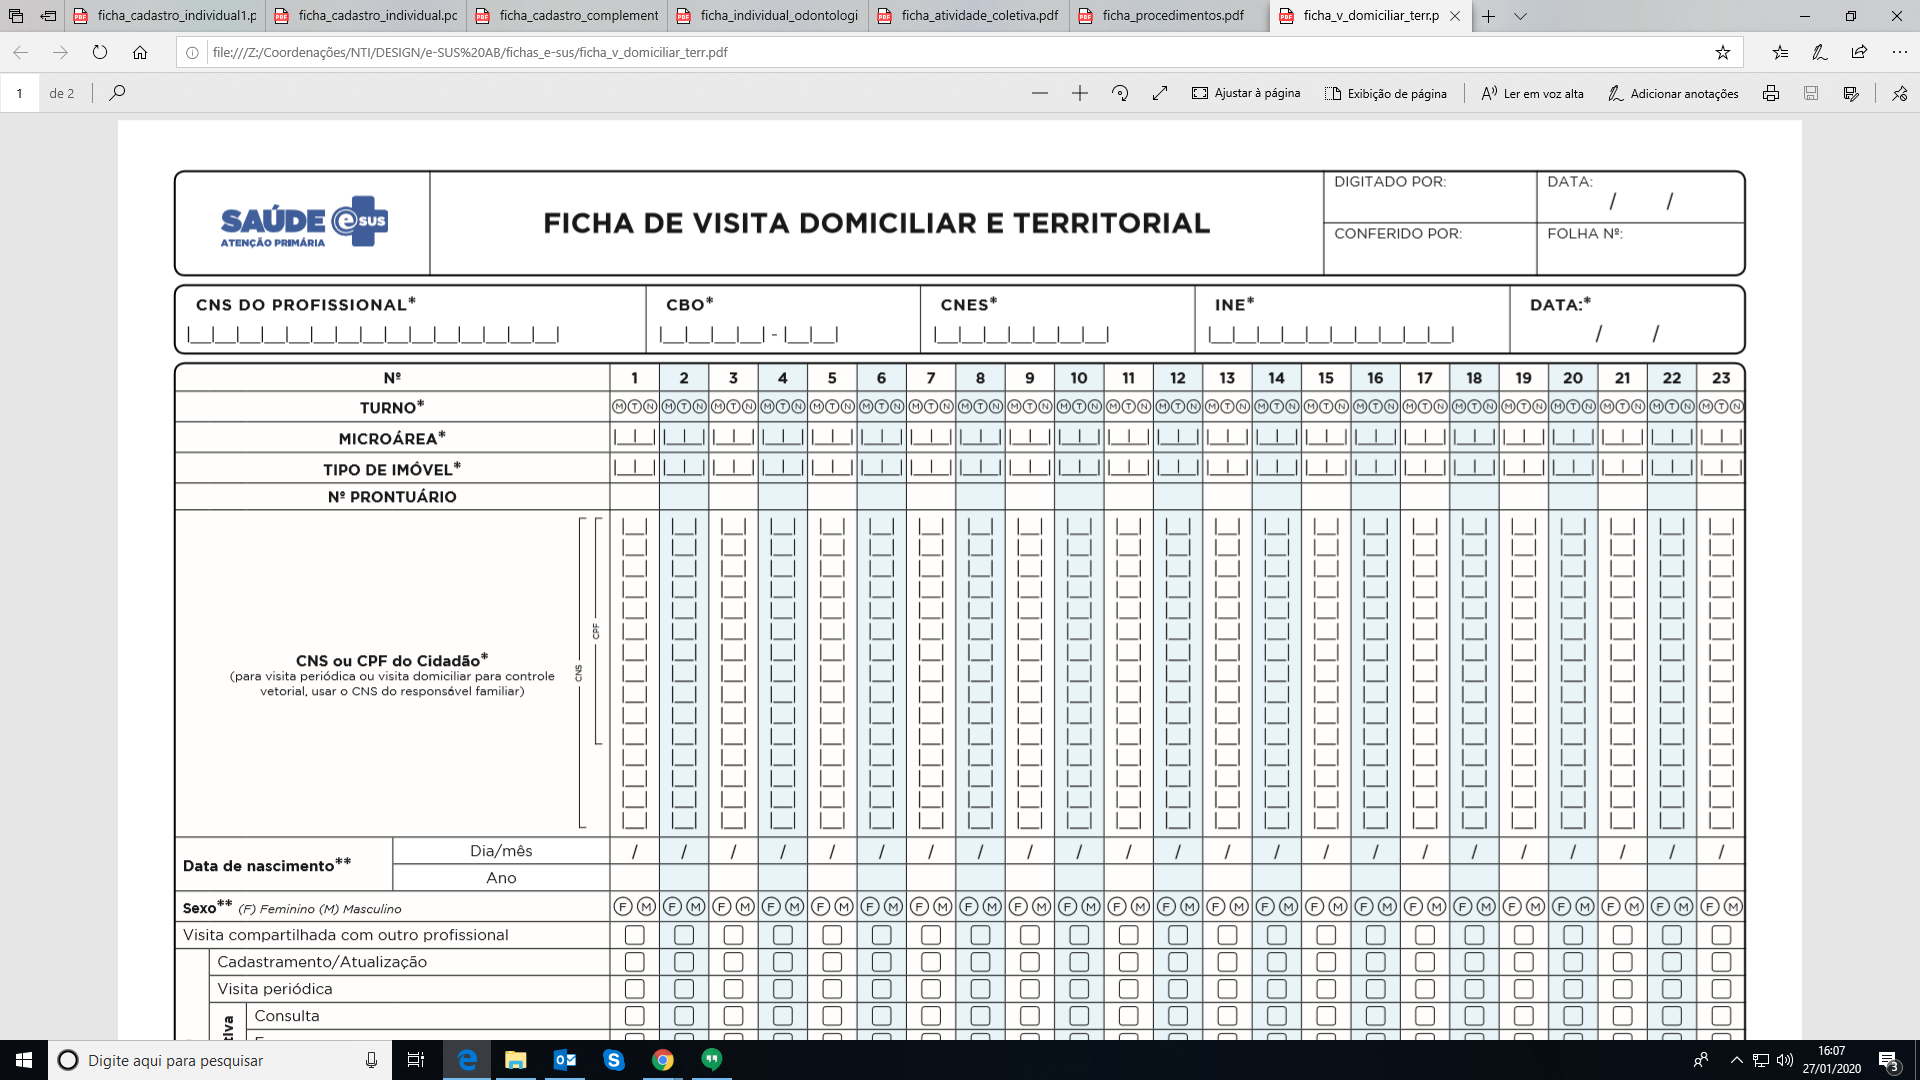 ficha_cadastro_individual1.p
ficha_cadastro_individual.pc
ficha_cadastro_complement
ficha_individual_odontologi
ficha_atividade_coletiva.pdf
ficha_procedimentos.pdf
ficha_v_domiciliar_terr.p
file:///Z:/Coordenações/NTI/DESIGN/e-SUS%20AB/fichas_e-sus/ficha_v_domiciliar_terr.pdf
1 de 2
Ajustar à página
Exibição de página
Ler em voz alta
Adicionar anotações
SAÚDE e sus
ATENÇÃO PRIMÁRIA
FICHA DE VISITA DOMICILIAR E TERRITORIAL
DIGITADO POR:
DATA: / /
CONFERIDO POR:
FOLHA Nº:
CNS DO PROFISSIONAL*
CBO*
-
CNES*
INE*
DATA:*
/ /
Nº 1 2 3 4 5 6 7 8 9 10 11 12 13 14 15 16 17 18 19 20 21 22 23
TURNO* M T N M T N M T N M T N M T N M T N M T N M T N M T N M T N M T N M T N M T N M T N M T N M T N M T N M T N M T N M T N M T N M T N M T N
MICROÁREA*
TIPO DE IMÓVEL*
Nº PRONTUÁRIO
CNS ou CPF do Cidadão*
(para visita periódica ou visita domiciliar para controle
vetorial, usar o CNS do responsável familiar)
CNS
CPF
Data de nascimento**
Dia/mês / / / / / / / / / / / / / / / / / / / / / / /
Ano
Sexo** (F) Feminino (M) Masculino F M F M F M F M F M F M F M F M F M F M F M F M F M F M F M F M F M F M F M F M F M F M F M
Visita compartilhada com outro profissional
Cadastramento/Atualização
Visita periódica
Consulta
tiva
Digite aqui para pesquisar
16:07
27/01/2020
3